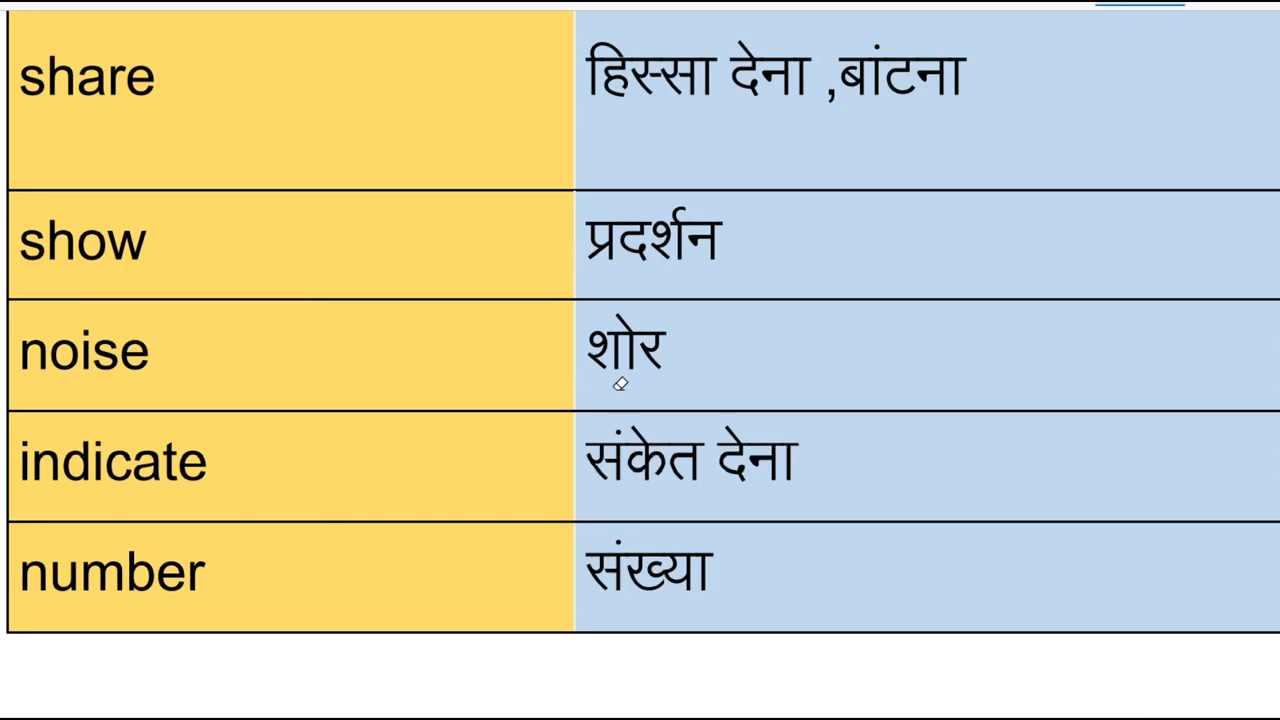 share हिस्सा देना ,बांटना
show प्रदर्शन
noise शोर
indicate संकेत देना
number संख्या